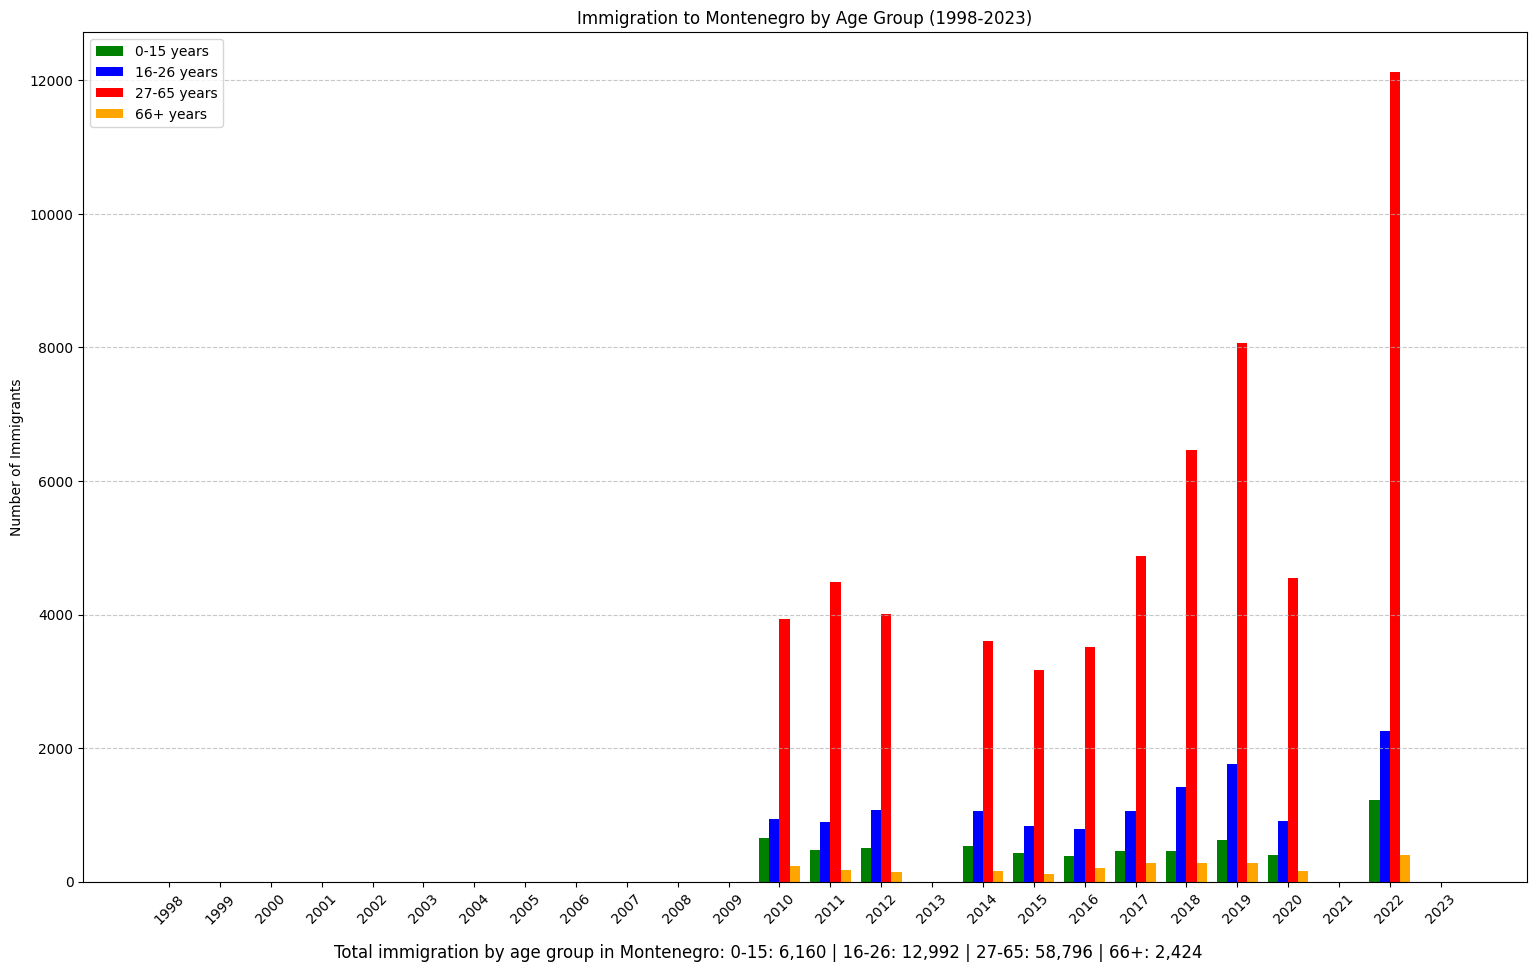 Immigration to Montenegro by Age Group (1998-2023)
0-15 years
16-26 years
27-65 years
66+ years
Number of Immigrants
12000
10000
8000
6000
4000
2000
0
1998 1999 2000 2001 2002 2003 2004 2005 2006 2007 2008 2009 2010 2011 2012 2013 2014 2015 2016 2017 2018 2019 2020 2021 2022 2023
Total immigration by age group in Montenegro: 0-15: 6,160 | 16-26: 12,992 | 27-65: 58,796 | 66+: 2,424